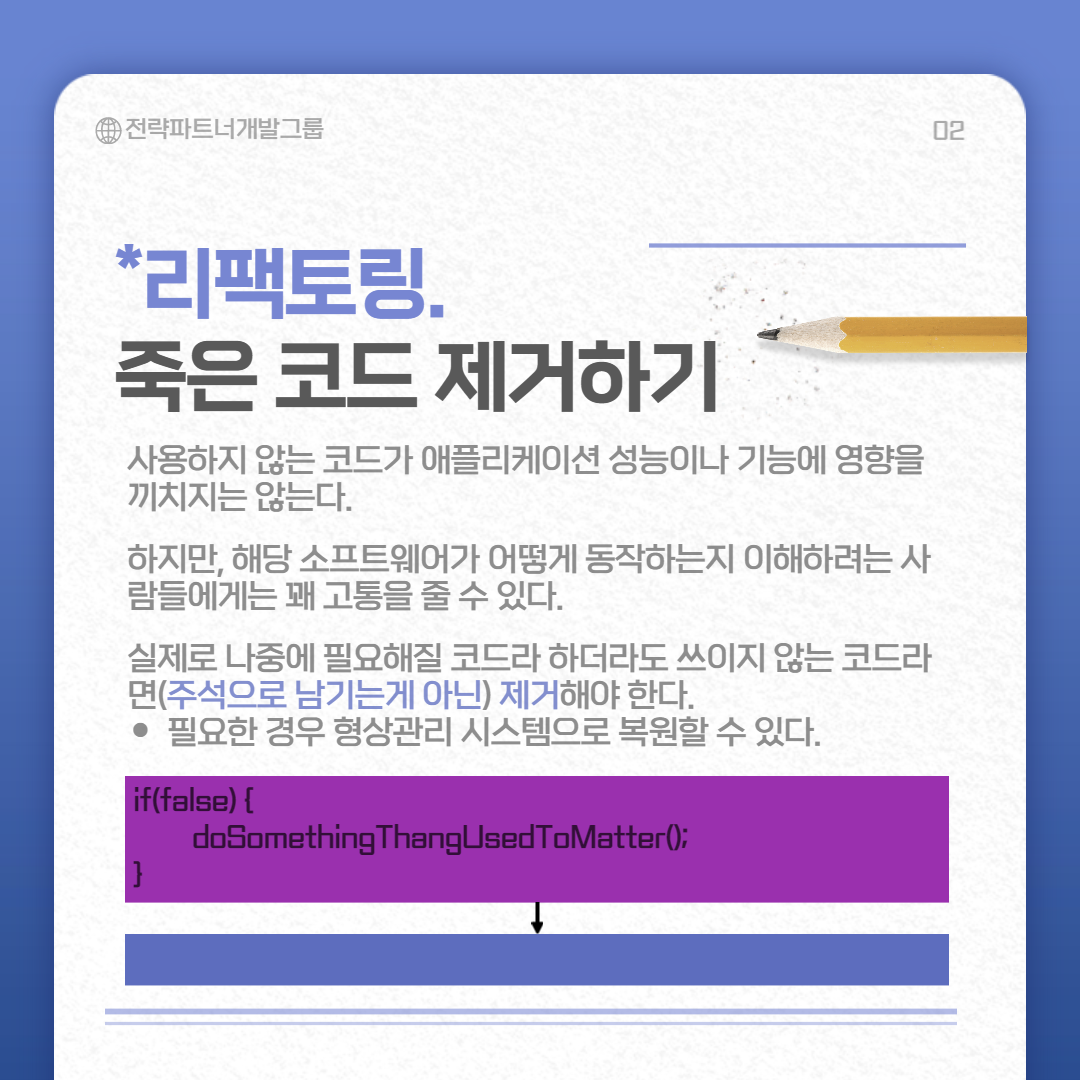 전략파트너개발그룹
02
*리팩토링.
죽은 코드 제거하기
사용하지 않는 코드가 애플리케이션 성능이나 기능에 영향을
끼치지는 않는다.
하지만, 해당 소프트웨어가 어떻게 동작하는지 이해하려는 사
람들에게는 꽤 고통을 줄 수 있다.
실제로 나중에 필요해질 코드라 하더라도 쓰이지 않는 코드라
면(주석으로 남기는게 아닌) 제거해야 한다.
● 필요한 경우 형상관리 시스템으로 복원할 수 있다.
if(false) {
doSomethingThangUsedToMatter();
}